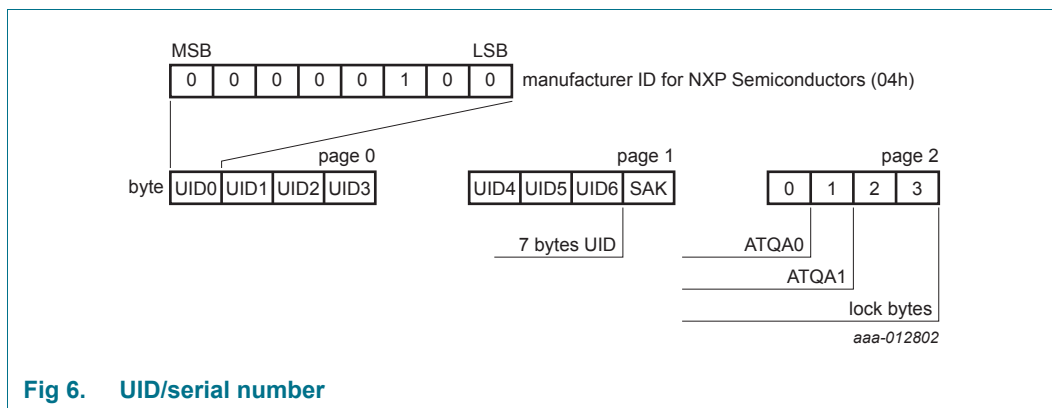 MSB LSB
0 0 0 0 0 1 0 0 manufacturer ID for NXP Semiconductors (04h)
page 0 page 1 page 2
byte UID0 UID1 UID2 UID3 UID4 UID5 UID6 SAK 0 1 2 3
7 bytes UID ATQA0
ATQA1
lock bytes
aaa-012802
Fig 6. UID/serial number